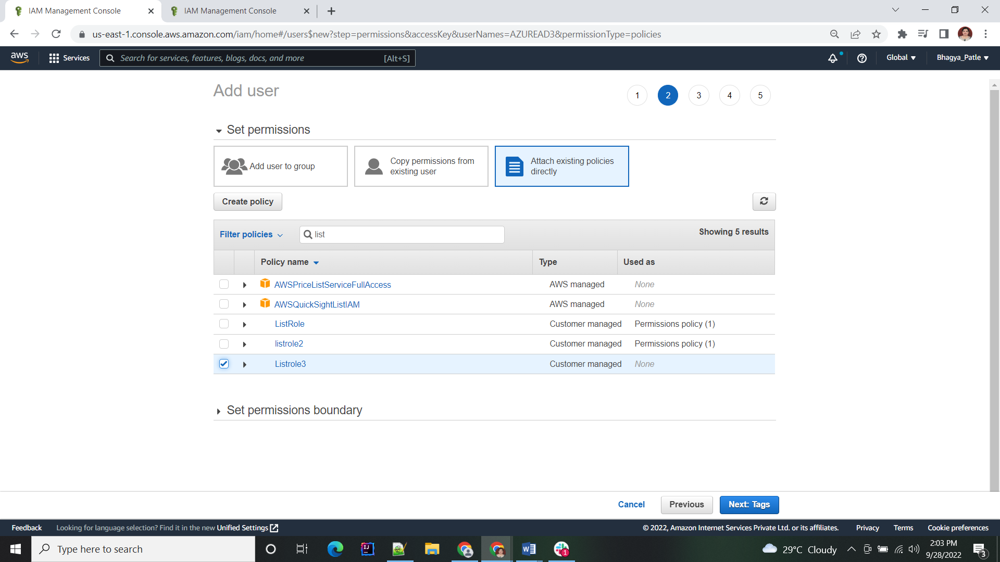 IAM Management Console
IAM Management Console
us-east-1.console.aws.amazon.com/iam/home#/users$new?step=permissions&accessKey&userNames=AZUREAD3&permissionType=policies
aws
Services
Search for services, features, blogs, docs, and more
[Alt+S]
Global
Bhagya_Patle
Add user
1
2
3
4
5
Set permissions
Add user to group
Copy permissions from
existing user
Attach existing policies
directly
Create policy
Filter policies
list
Showing 5 results
Policy name
Type
Used as
AWSPriceListServiceFullAccess AWS managed None
AWSQuickSightListIAM AWS managed None
ListRole Customer managed Permissions policy (1)
listrole2 Customer managed Permissions policy (1)
Listrole3 Customer managed None
Set permissions boundary
Cancel
Previous
Next: Tags
Feedback
Looking for language selection? Find it in the new Unified Settings
© 2022, Amazon Internet Services Private Ltd. or its affiliates.
Privacy
Terms
Cookie preferences
Type here to search
IJ
W
1
29°C Cloudy
2:03 PM
9/28/2022
3